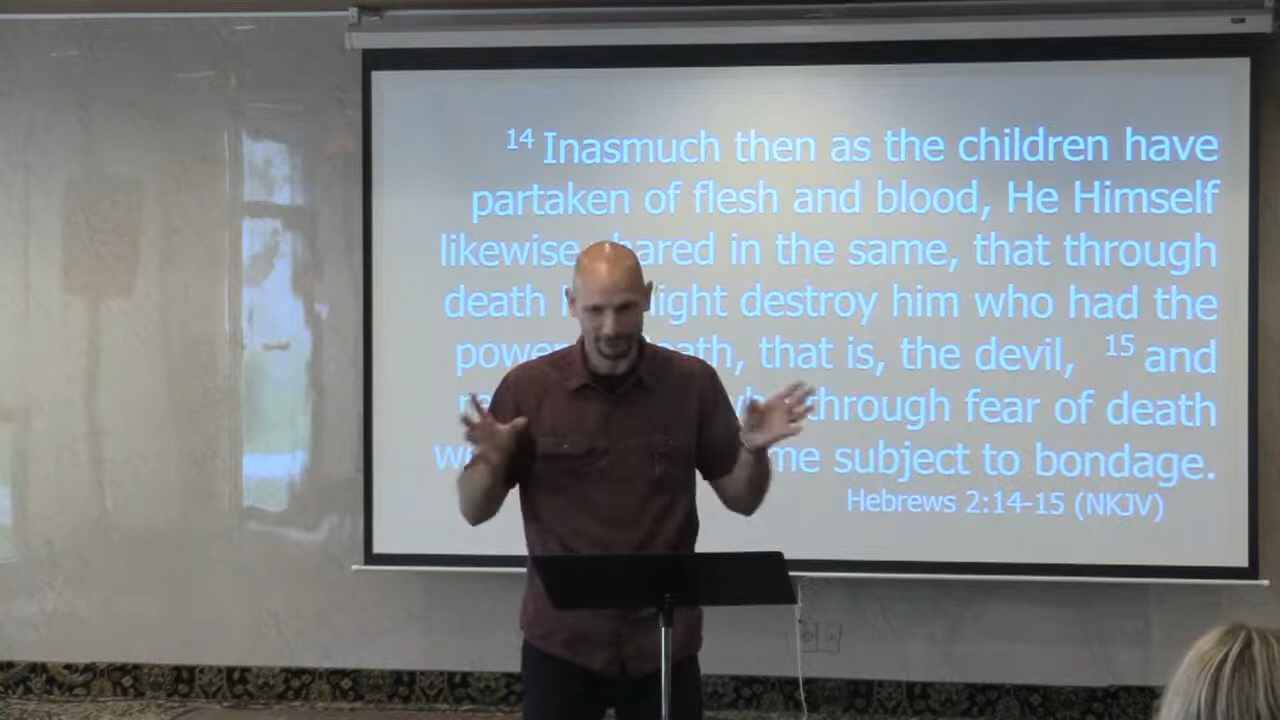 14 Inasmuch then as the children have
partaken of flesh and blood, He Himself
likewise shared in the same, that through
death might destroy him who had the
power death, that is, the devil, 15 and
through fear of death
subject to bondage.
Hebrews 2:14-15 (NKJV)